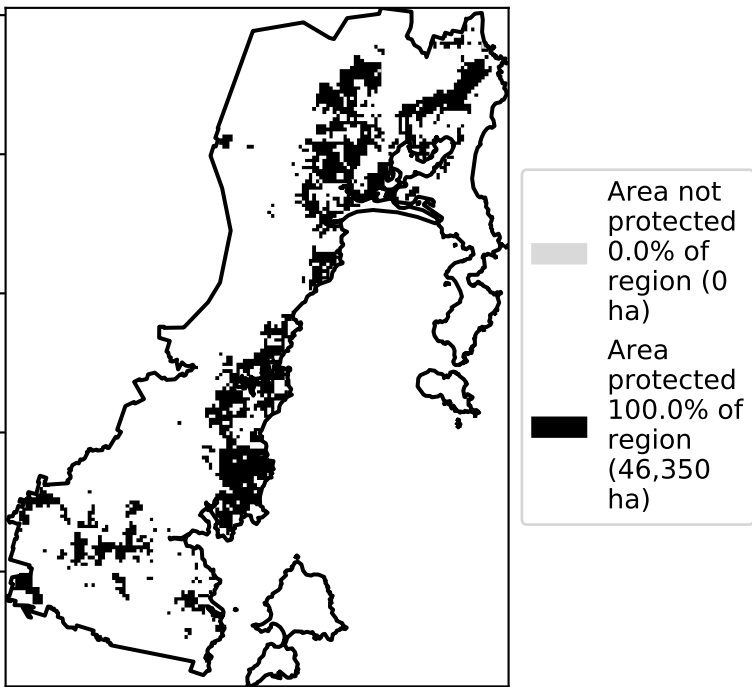 Area not
protected
0.0% of
region (0
ha)
Area
protected
100.0% of
region
(46,350
ha)